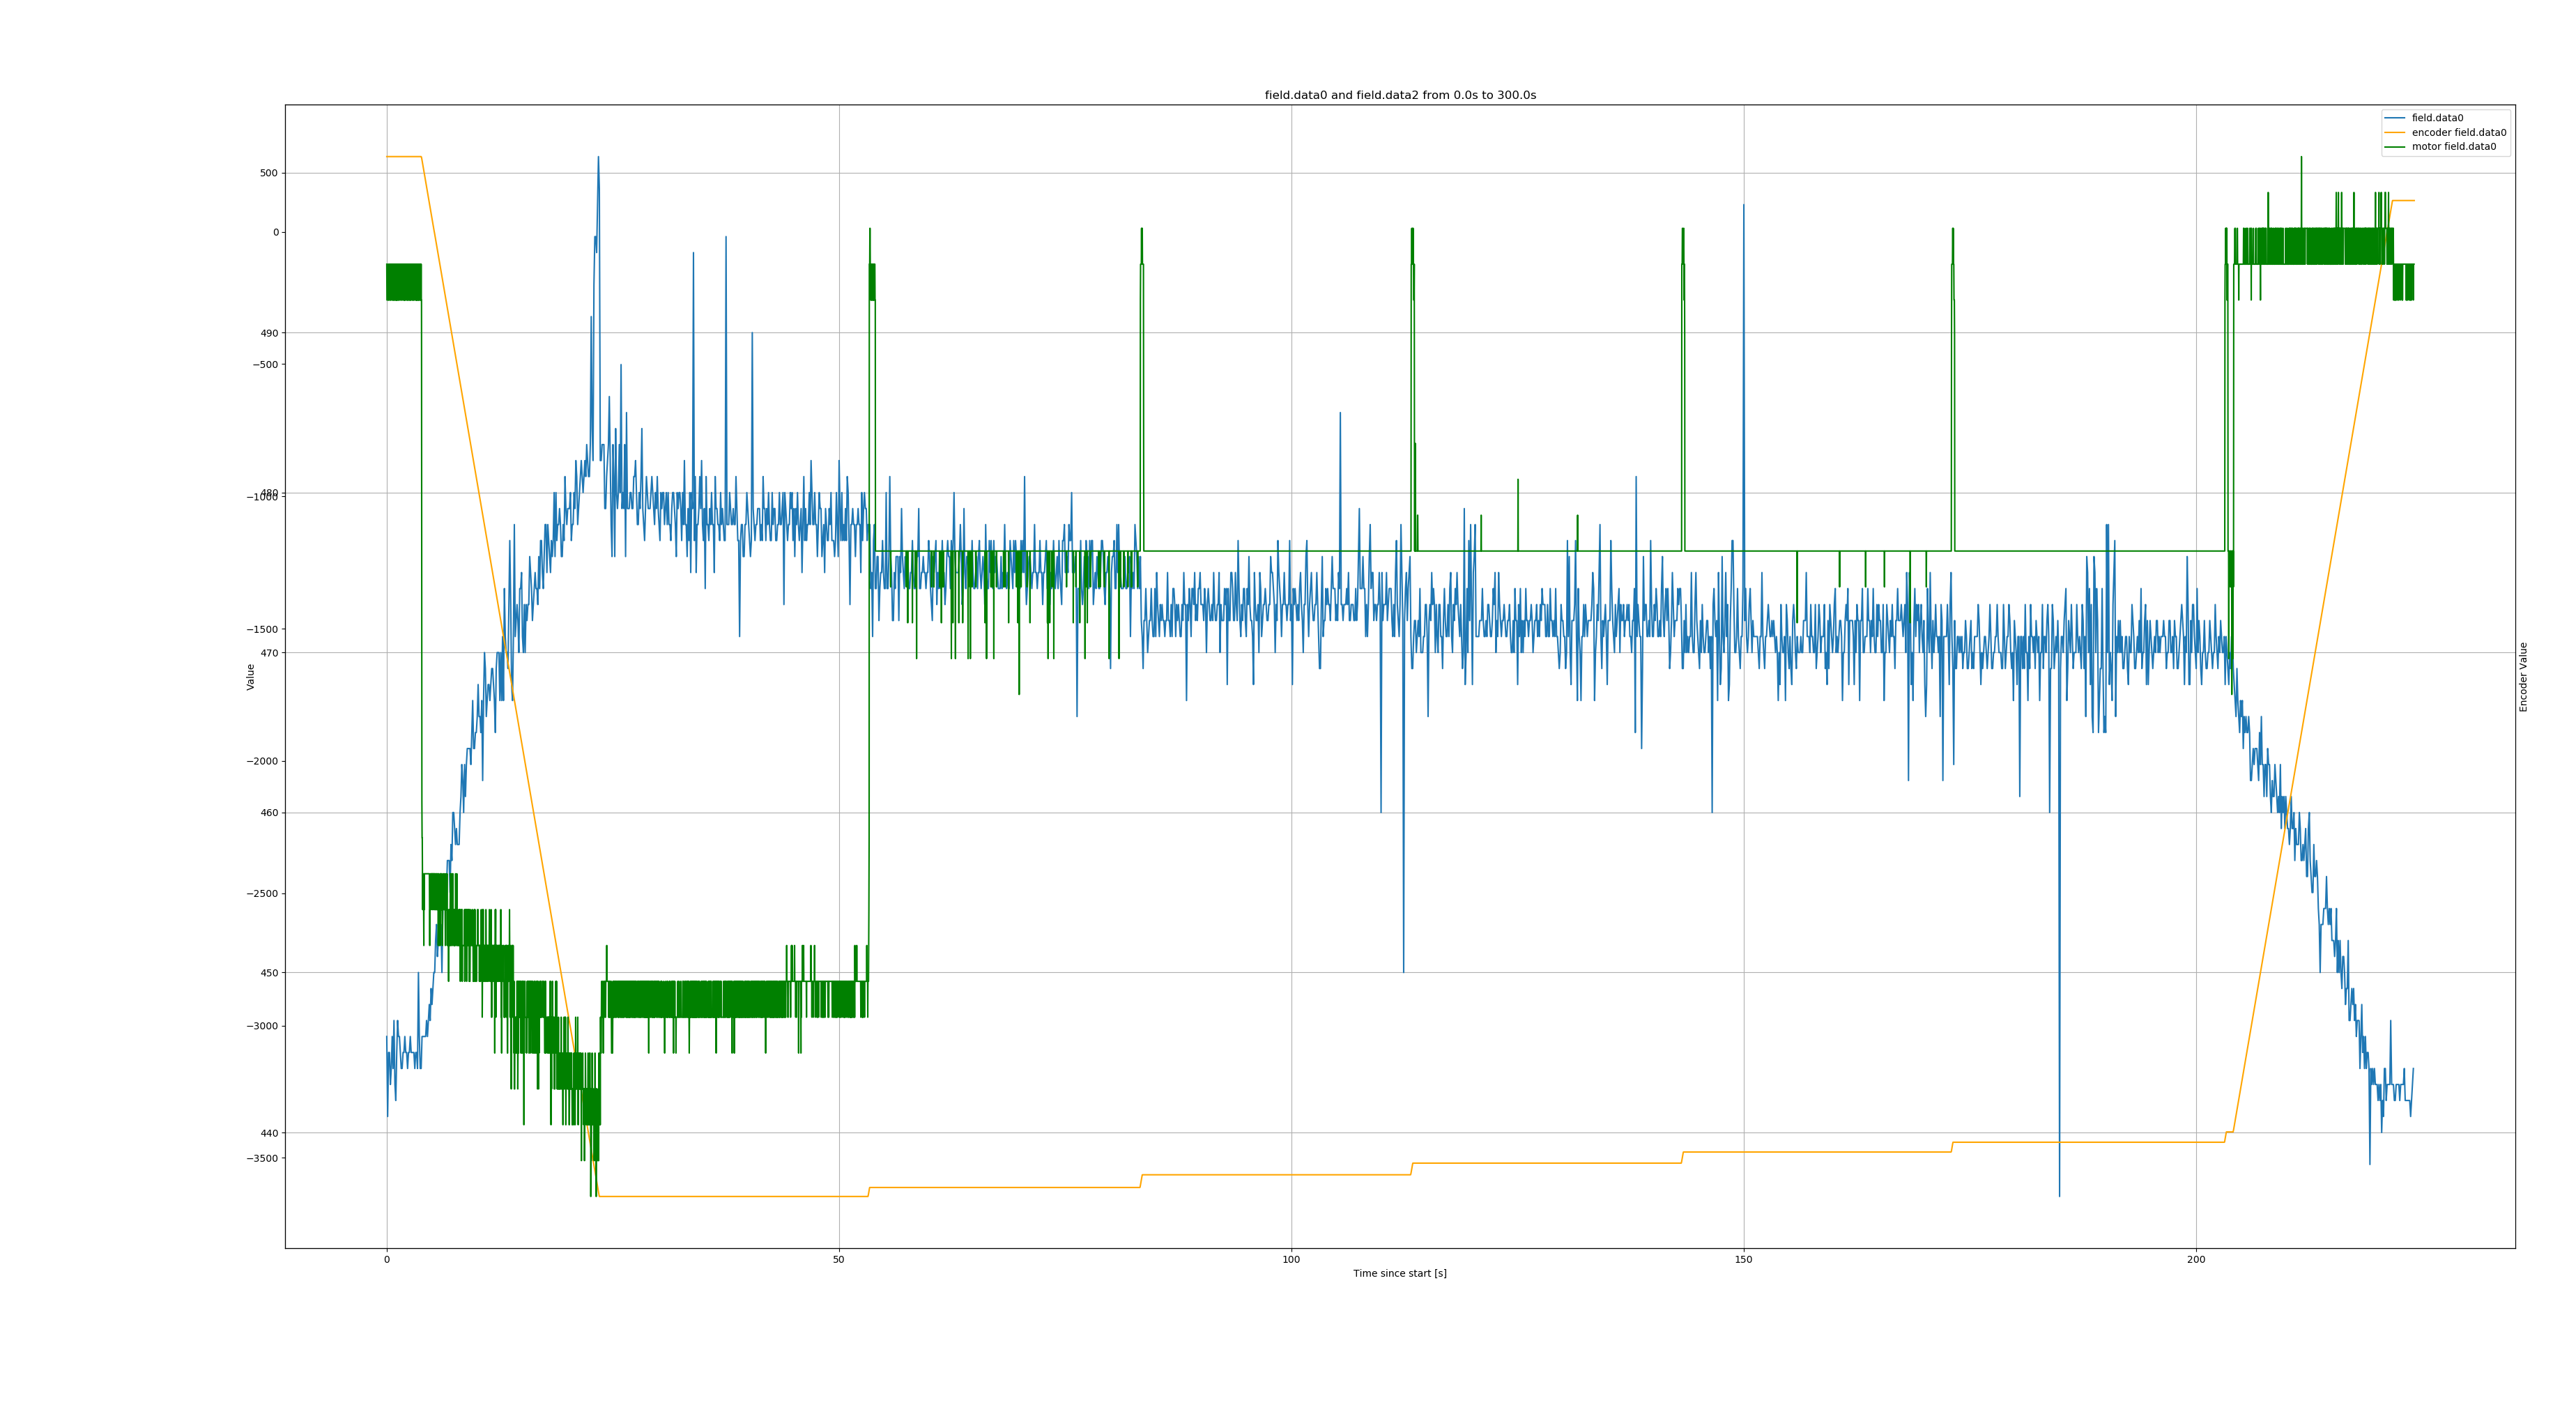 field.data0 and field.data2 from 0.0s to 300.0s
field.data0
encoder field.data0
motor field.data0
500
0
490
−500
480
−1000
−1500
470
−2000
460
−2500
450
−3000
440
−3500
Value
Encoder Value
0
50
100
150
200
Time since start [s]